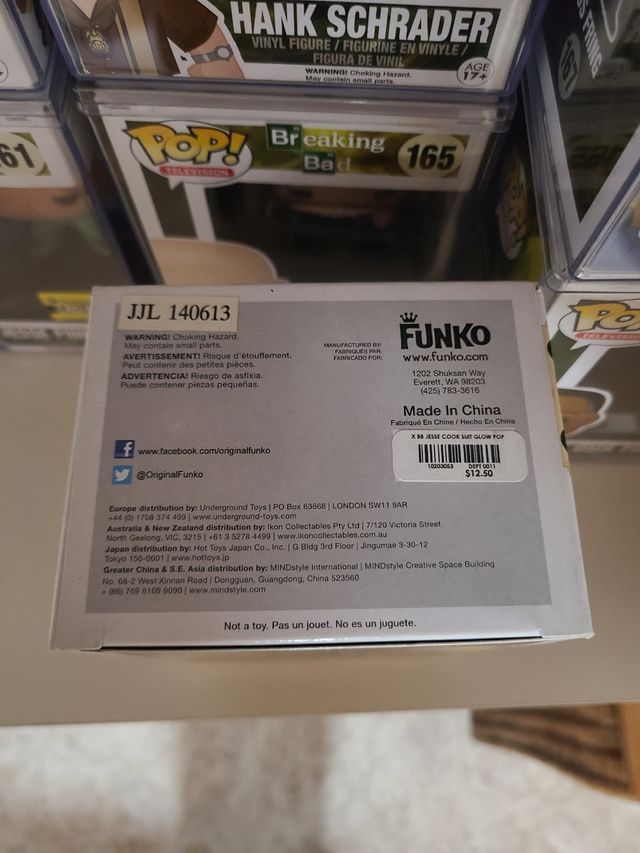 HANK SCHRADER
VINYL FIGURE / FIGURINE EN VINYLE /
FIGURA DE VINIL
WARNING! Choking Hazard.
May contain small parts.
AGE
17+
61
POP!
TELEVISION
Breaking
Bad
165
S FRING
JJL 140613
WARNING! Choking Hazard.
May contain small parts.
AVERTISSEMENT! Risque d'étouffement.
Peut contenir des petites pièces.
ADVERTENCIA! Riesgo de asfixia.
Puede contener piezas pequeñas.
MANUFACTURED BY:
FABRIQUÉS PAR:
FABRICADO POR:
FUNKO
www.funko.com
1202 Shuksan Way
Everett, WA 98203
(425) 783-3616
Made In China
Fabriqué En Chine / Hecho En China
X BB JESSE COOK SUIT GLOW POP
10203053 DEPT 0011
$12.50
f www.facebook.com/originalfunko
@OriginalFunko
Europe distribution by: Underground Toys | PO Box 63668 | LONDON SW11 9AR
+44 (0) 1708 374 499 | www.underground-toys.com
Australia & New Zealand distribution by: Ikon Collectables Pty Ltd | 7/120 Victoria Street
North Geelong, VIC, 3215 | +61 3 5278 4499 | www.ikoncollectables.com.au
Japan distribution by: Hot Toys Japan Co., Inc. | G Bldg 3rd Floor | Jingumae 3-30-12
Tokyo 150-0001 | www.hottoys.jp
Greater China & S.E. Asia distribution by: MINDstyle International | MINDstyle Creative Space Building
No. 68-2 West Xinnan Road | Dongguan, Guangdong, China 523560
+ (86) 769 8109 9090 | www.mindstyle.com
Not a toy. Pas un jouet. No es un juguete.
PO
TELEVISION